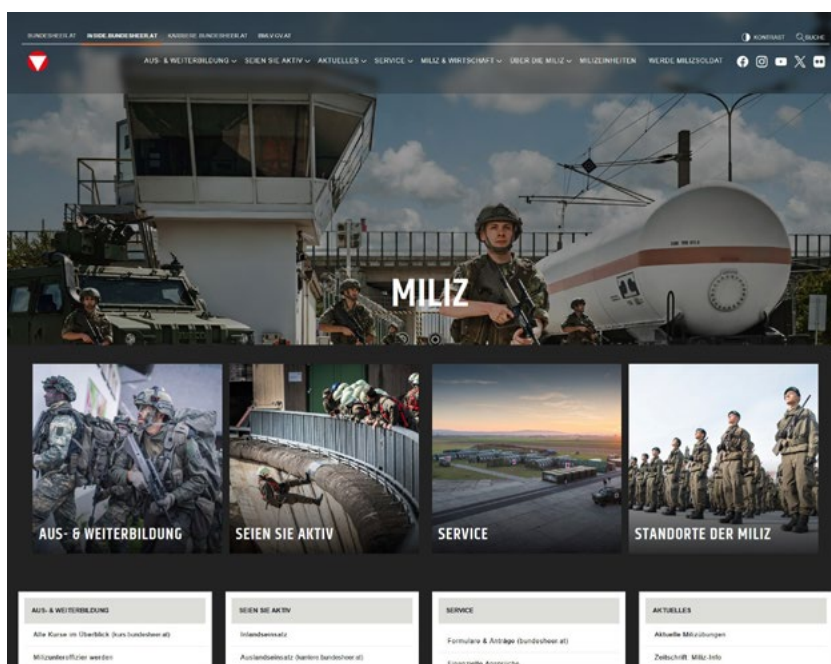 BUNDESHEER.AT INSIDE.BUNDESHEER.AT KARRIERE.BUNDESHEER.AT BMLV.GV.AT KONTRAST SUCHE
AUS- & WEITERBILDUNG SEIEN SIE AKTIV AKTUELLES SERVICE MILIZ & WIRTSCHAFT ÜBER DIE MILIZ MILIZEINHEITEN WERDE MILIZSOLDAT
MILIZ
AUS- & WEITERBILDUNG SEIEN SIE AKTIV SERVICE STANDORTE DER MILIZ
AUS- & WEITERBILDUNG SEIEN SIE AKTIV SERVICE AKTUELLES
Alle Kurse im Überblick (kurs.bundesheer.at) Inlandseinsatz Formulare & Anträge (bundesheer.at) Aktuelle Milizübungen
Milizunteroffizier werden Auslandseinsatz (karriere.bundesheer.at) Finanzielle Ansprüche Zeitschrift Miliz-Info